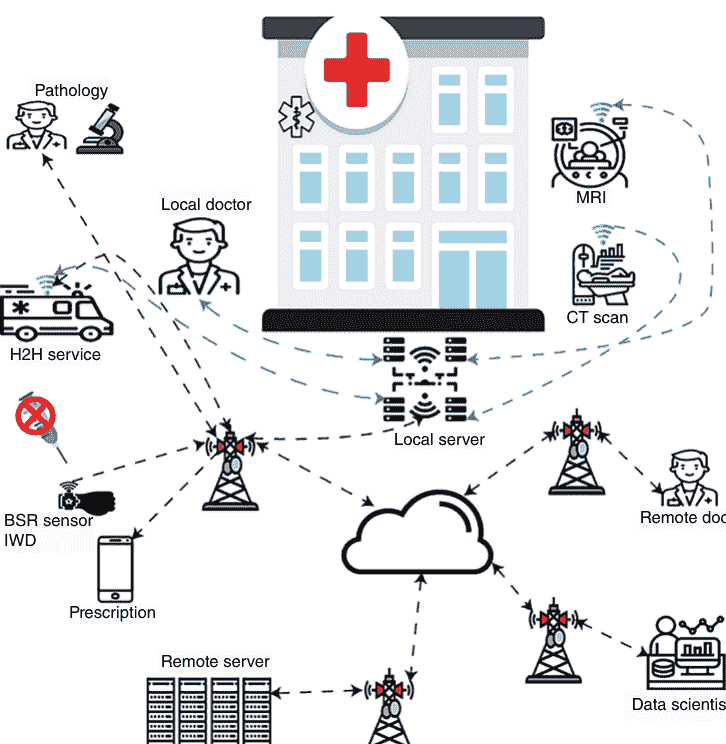 Pathology
Local doctor
MRI
CT scan
H2H service
Local server
BSR sensor
IWD
Remote doc
Prescription
Remote server
Data scientis